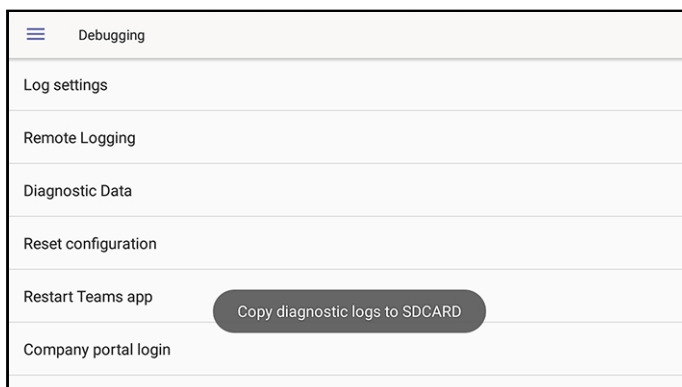 Debugging
Log settings
Remote Logging
Diagnostic Data
Reset configuration
Restart Teams app
Copy diagnostic logs to SDCARD
Company portal login